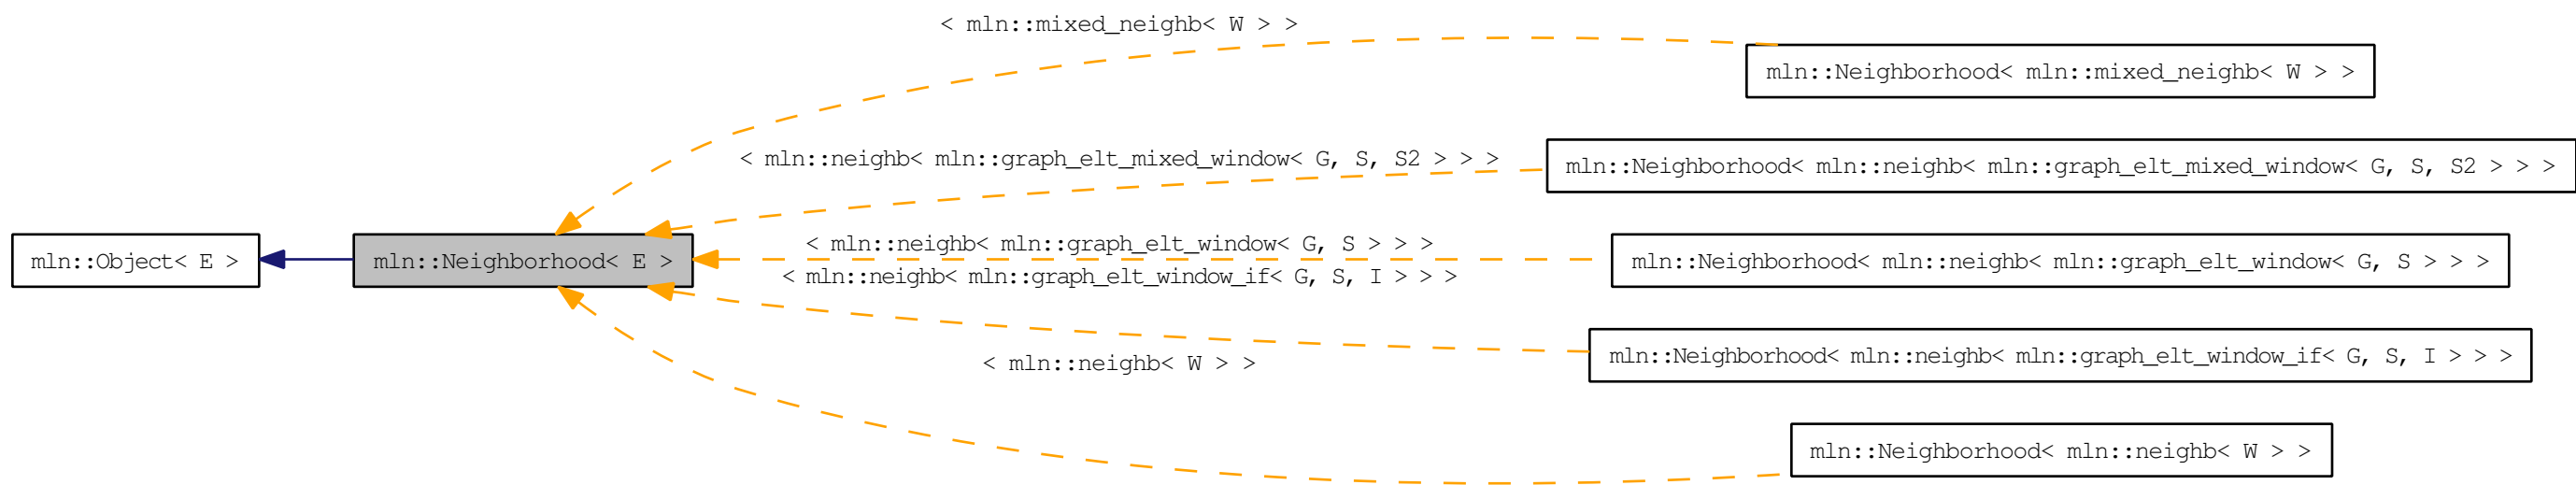 < mln::mixed_neighb< W > >
mln::Neighborhood< mln::mixed_neighb< W > >
< mln::neighb< mln::graph_elt_mixed_window< G, S, S2 > > >
mln::Neighborhood< mln::neighb< mln::graph_elt_mixed_window< G, S, S2 > > >
mln::Object< E >
mln::Neighborhood< E >
< mln::neighb< mln::graph_elt_window< G, S > > >
mln::Neighborhood< mln::neighb< mln::graph_elt_window< G, S > > >
< mln::neighb< mln::graph_elt_window_if< G, S, I > > >
mln::Neighborhood< mln::neighb< mln::graph_elt_window_if< G, S, I > > >
< mln::neighb< W > >
mln::Neighborhood< mln::neighb< W > >